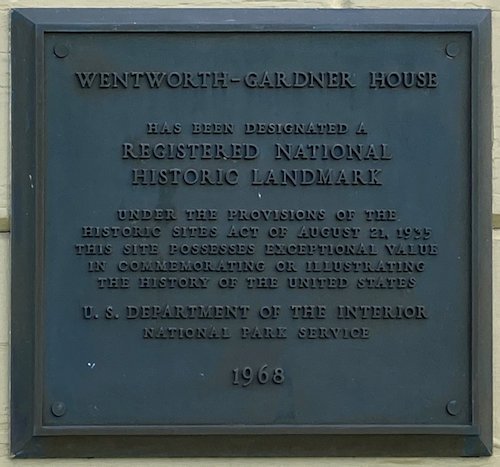 WENTWORTH-GARDNER HOUSE
HAS BEEN DESIGNATED A
REGISTERED NATIONAL
HISTORIC LANDMARK
UNDER THE PROVISIONS OF THE
HISTORIC SITES ACT OF AUGUST 21, 1935
THIS SITE POSSESSES EXCEPTIONAL VALUE
IN COMMEMORATING OR ILLUSTRATING
THE HISTORY OF THE UNITED STATES
U. S. DEPARTMENT OF THE INTERIOR
NATIONAL PARK SERVICE
1968